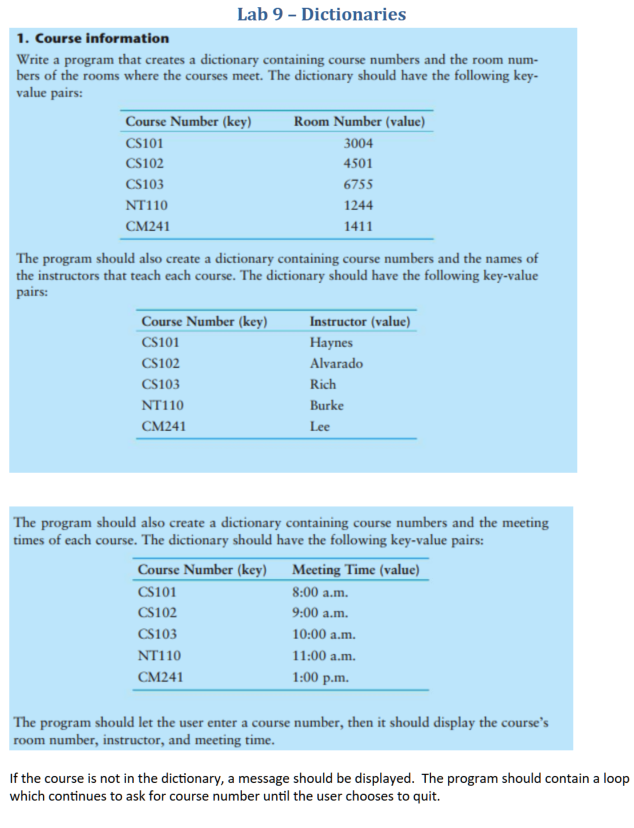 Lab 9 – Dictionaries
1. Course information
Write a program that creates a dictionary containing course numbers and the room num-
bers of the rooms where the courses meet. The dictionary should have the following key-
value pairs:
Course Number (key) Room Number (value)
CS101 3004
CS102 4501
CS103 6755
NT110 1244
CM241 1411
The program should also create a dictionary containing course numbers and the names of
the instructors that teach each course. The dictionary should have the following key-value
pairs:
Course Number (key) Instructor (value)
CS101 Haynes
CS102 Alvarado
CS103 Rich
NT110 Burke
CM241 Lee
The program should also create a dictionary containing course numbers and the meeting
times of each course. The dictionary should have the following key-value pairs:
Course Number (key) Meeting Time (value)
CS101 8:00 a.m.
CS102 9:00 a.m.
CS103 10:00 a.m.
NT110 11:00 a.m.
CM241 1:00 p.m.
The program should let the user enter a course number, then it should display the course's
room number, instructor, and meeting time.
If the course is not in the dictionary, a message should be displayed. The program should contain a loop
which continues to ask for course number until the user chooses to quit.